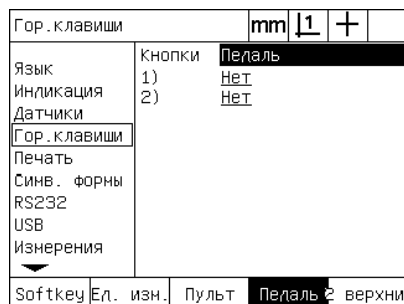 Гор.клавиши mm 1
Кнопки Педаль
Язык
1) Нет
Индикация
2) Нет
Датчики
Гор.клавиши
Печать
Симв. формы
RS232
USB
Измерения
Softkey Ед. изм. Пульт Педаль 2 верхни